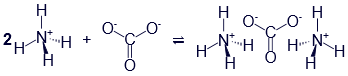 H
2 H N⁺ H H + O⁻ C O⁻ O ⇌ H H N⁺ H H O⁻ C O⁻ O H H N⁺ H H